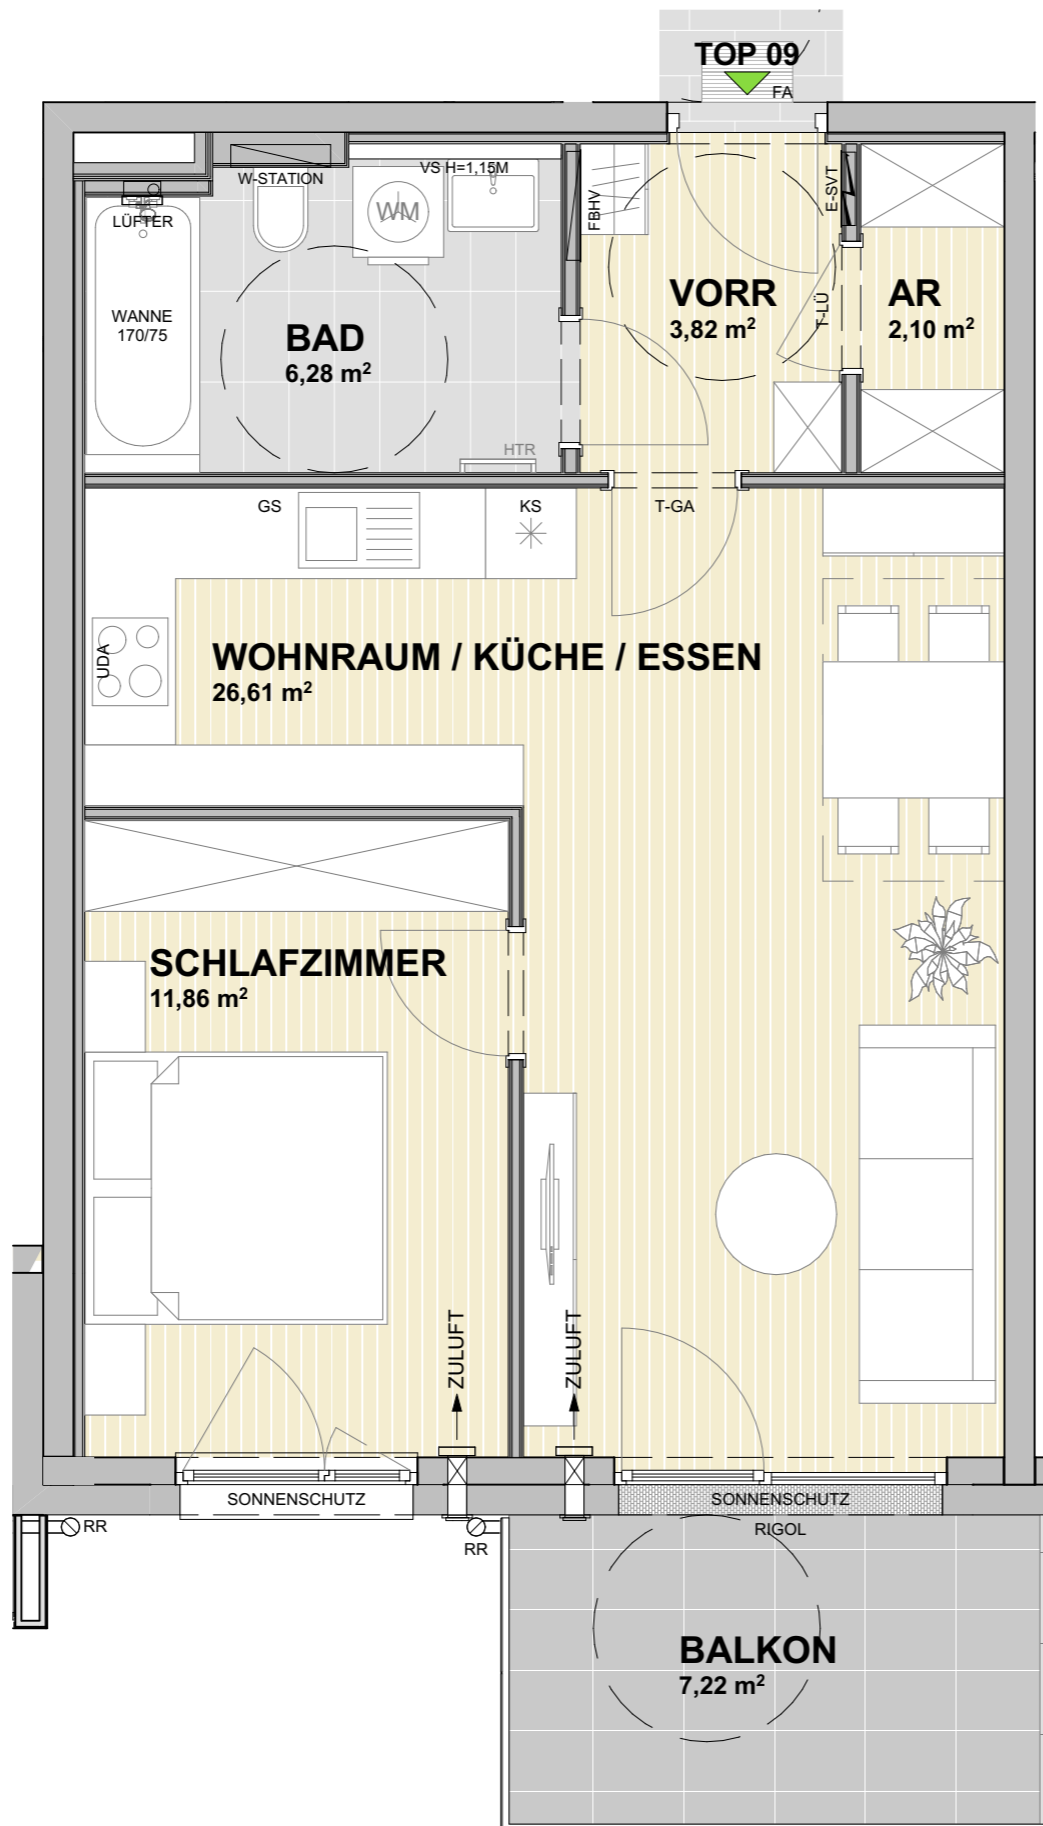 TOP 09
FA
W-STATION
VS H=1,15M
WM
LÜFTER
FBHV
E-SVT
WANNE
170/75
BAD
6,28 m²
VORR
3,82 m²
T-LÜ
AR
2,10 m²
HTR
GS
KS
T-GA
UDA
WOHNRAUM / KÜCHE / ESSEN
26,61 m²
SCHLAFZIMMER
11,86 m²
ZULUFT
ZULUFT
SONNENSCHUTZ
SONNENSCHUTZ
RR
RR
RIGOL
BALKON
7,22 m²